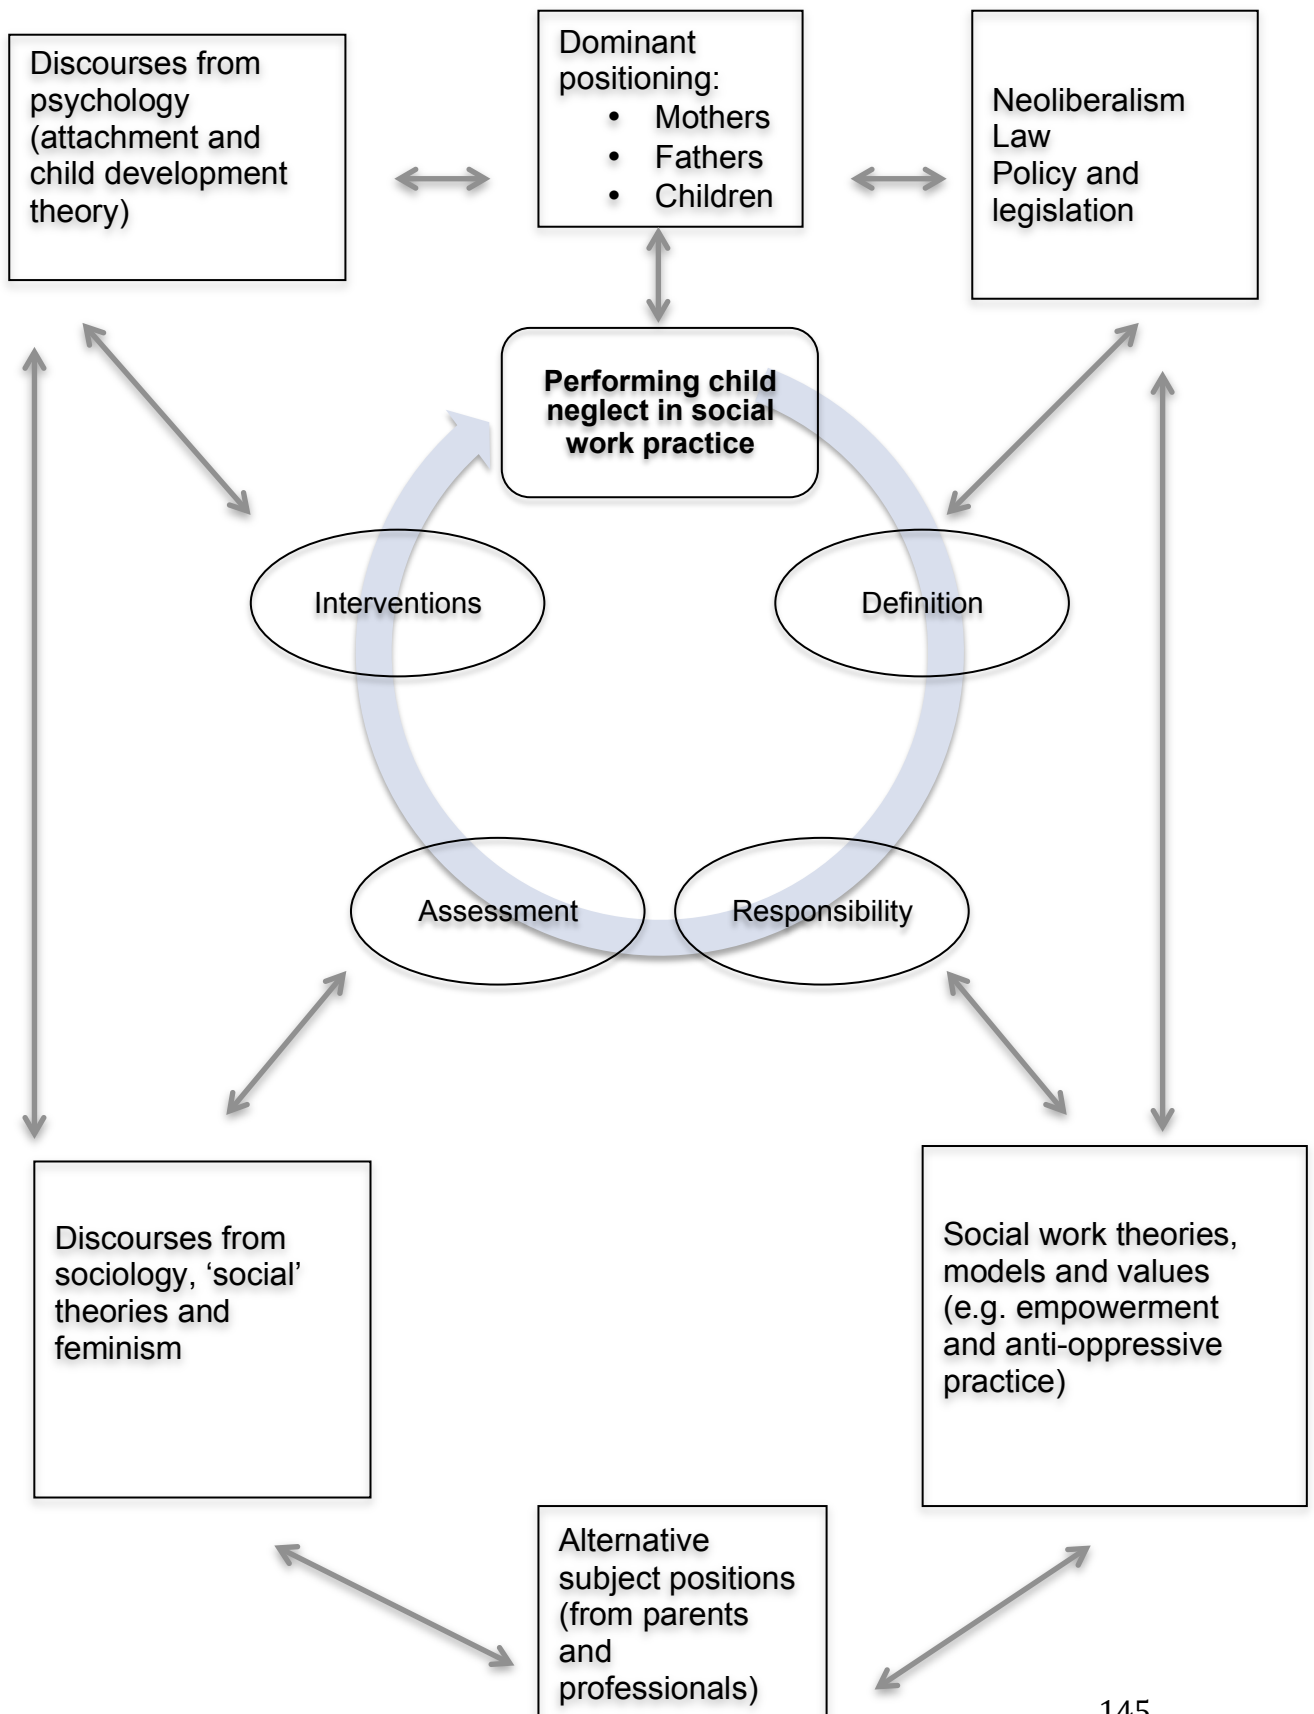 Discourses from
psychology
(attachment and
child development
theory)
Dominant
positioning:
• Mothers
• Fathers
• Children
Neoliberalism
Law
Policy and
legislation
Performing child
neglect in social
work practice
Interventions
Definition
Assessment
Responsibility
Discourses from
sociology, ‘social’
theories and
feminism
Social work theories,
models and values
(e.g. empowerment
and anti-oppressive
practice)
Alternative
subject positions
(from parents
and
professionals)
145